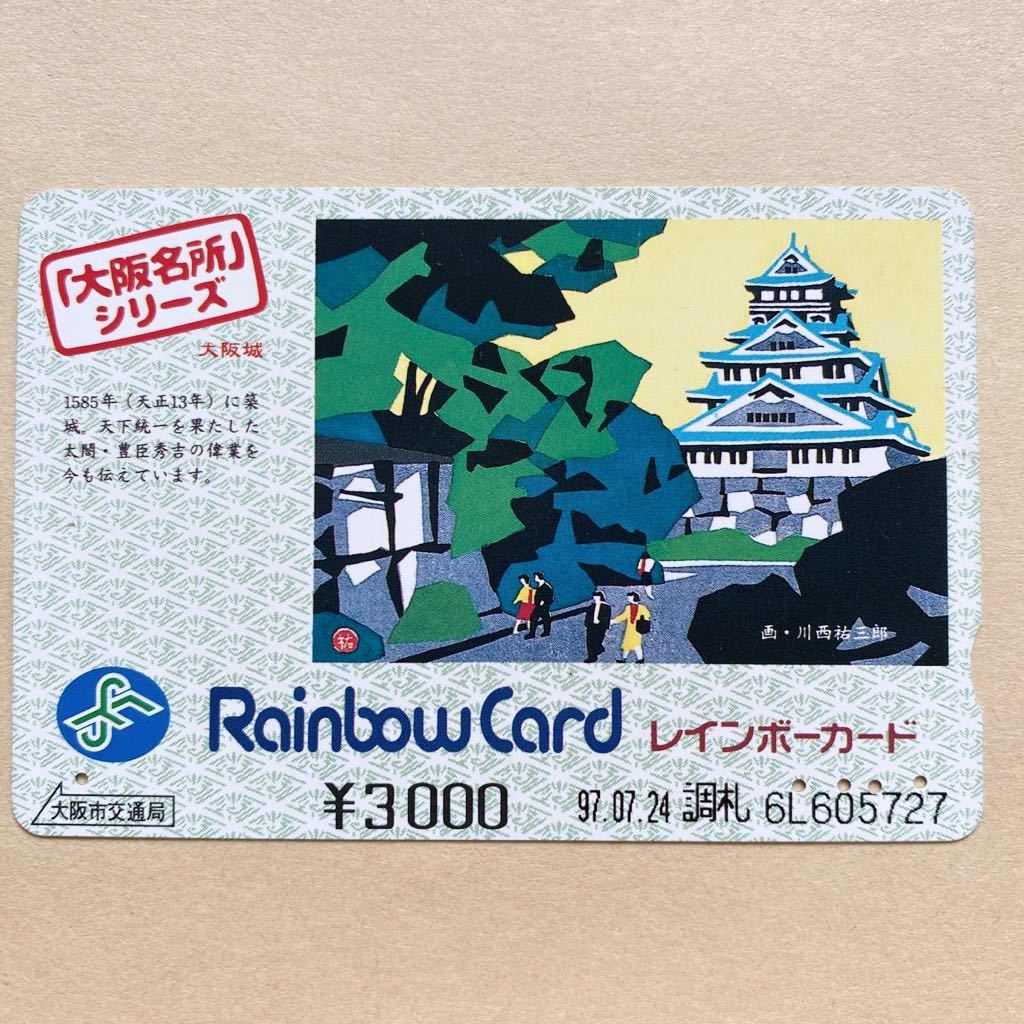 「大阪名所」
シリーズ
大阪城
1585年（天正13年）に築
城。天下統一を果たした
太閤・豊臣秀吉の偉業を
今も伝えています。
祐
画・川西祐三郎
Rainbow Card レインボーカード
大阪市交通局
¥3000
97.07.24 調札 6L605727